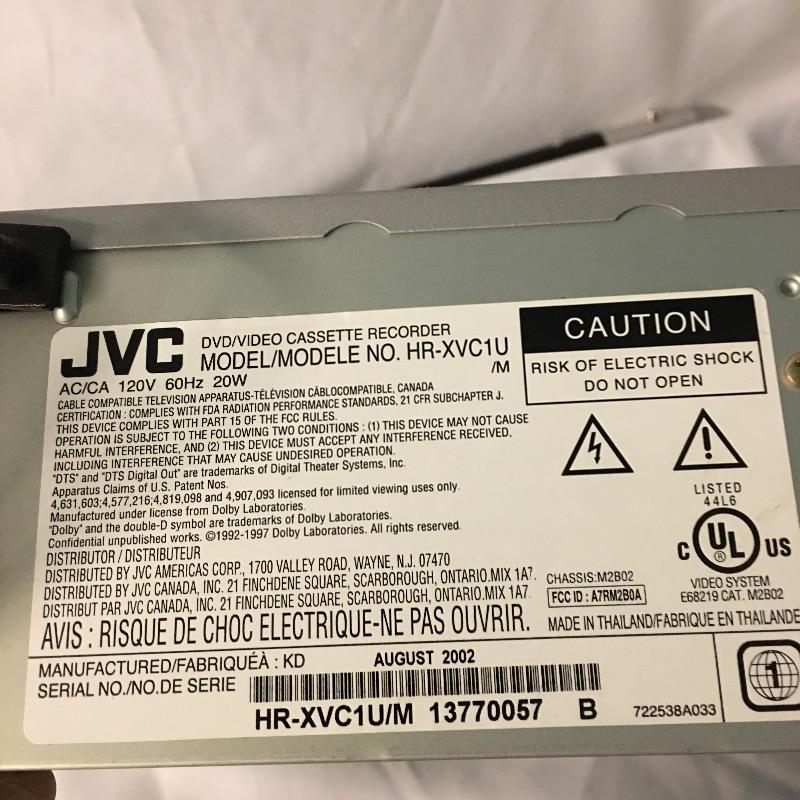 JVC
DVD/VIDEO CASSETTE RECORDER
MODEL/MODELE NO. HR-XVC1U
/M
AC/CA 120V 60Hz 20W
CABLE COMPATIBLE TELEVISION APPARATUS-TÉLÉVISION CÂBLOCOMPATIBLE, CANADA
CERTIFICATION : COMPLIES WITH FDA RADIATION PERFORMANCE STANDARDS, 21 CFR SUBCHAPTER J.
THIS DEVICE COMPLIES WITH PART 15 OF THE FCC RULES.
OPERATION IS SUBJECT TO THE FOLLOWING TWO CONDITIONS : (1) THIS DEVICE MAY NOT CAUSE
HARMFUL INTERFERENCE, AND (2) THIS DEVICE MUST ACCEPT ANY INTERFERENCE RECEIVED,
INCLUDING INTERFERENCE THAT MAY CAUSE UNDESIRED OPERATION.
"DTS" and "DTS Digital Out" are trademarks of Digital Theater Systems, Inc.
Apparatus Claims of U.S. Patent Nos.
4,631,603;4,577,216;4,819,098 and 4,907,093 licensed for limited viewing uses only.
Manufactured under license from Dolby Laboratories.
"Dolby" and the double-D symbol are trademarks of Dolby Laboratories.
Confidential unpublished works. ©1992-1997 Dolby Laboratories. All rights reserved.
DISTRIBUTOR / DISTRIBUTEUR
DISTRIBUTED BY JVC AMERICAS CORP., 1700 VALLEY ROAD, WAYNE, N.J. 07470
DISTRIBUTED BY JVC CANADA, INC. 21 FINCHDENE SQUARE, SCARBOROUGH, ONTARIO.MIX 1A7.
DISTRIBUT PAR JVC CANADA, INC. 21 FINCHDENE SQUARE, SCARBOROUGH, ONTARIO.MIX 1A7.
AVIS : RISQUE DE CHOC ELECTRIQUE-NE PAS OUVRIR.
CAUTION
RISK OF ELECTRIC SHOCK
DO NOT OPEN
LISTED
44L6
C UL ® US
VIDEO SYSTEM
E68219 CAT. M2B02
CHASSIS:M2B02
FCC ID : A7RM2B0A
MADE IN THAILAND/FABRIQUE EN THAILANDE
MANUFACTURED/FABRIQUÉÀ : KD AUGUST 2002
SERIAL NO./NO.DE SERIE
HR-XVC1U/M 13770057 B
722538A033
1